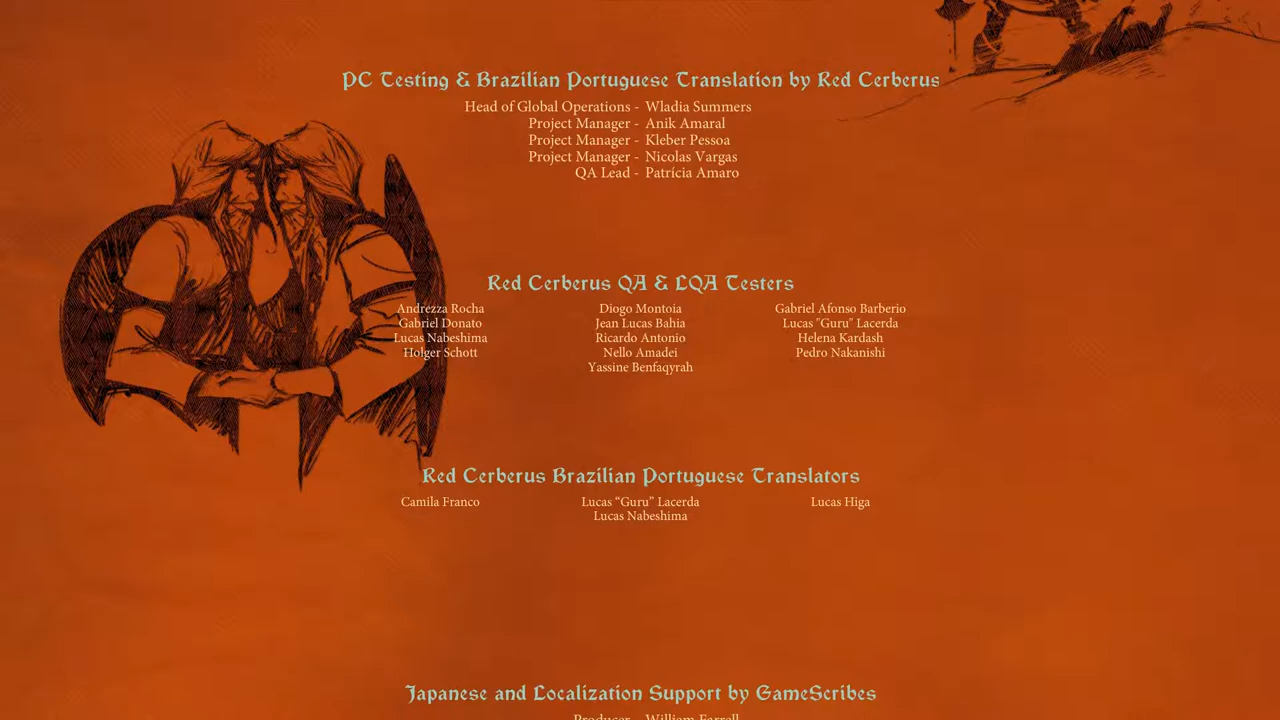 PC Testing & Brazilian Portuguese Translation by Red Cerberus
Head of Global Operations - Wladia Summers
Project Manager - Anik Amaral
Project Manager - Kleber Pessoa
Project Manager - Nicolas Vargas
QA Lead - Patrícia Amaro
Red Cerberus QA & LQA Testers
Andrezza Rocha Diogo Montoia Gabriel Afonso Barberio
Gabriel Donato Jean Lucas Bahia Lucas "Guru" Lacerda
Lucas Nabeshima Ricardo Antonio Helena Kardash
Holger Schott Nello Amadei Pedro Nakanishi
Yassine Benfaqyrah
Red Cerberus Brazilian Portuguese Translators
Camila Franco Lucas “Guru” Lacerda Lucas Higa
Lucas Nabeshima
Japanese and Localization Support by GameScribes
Producer - William Farrell